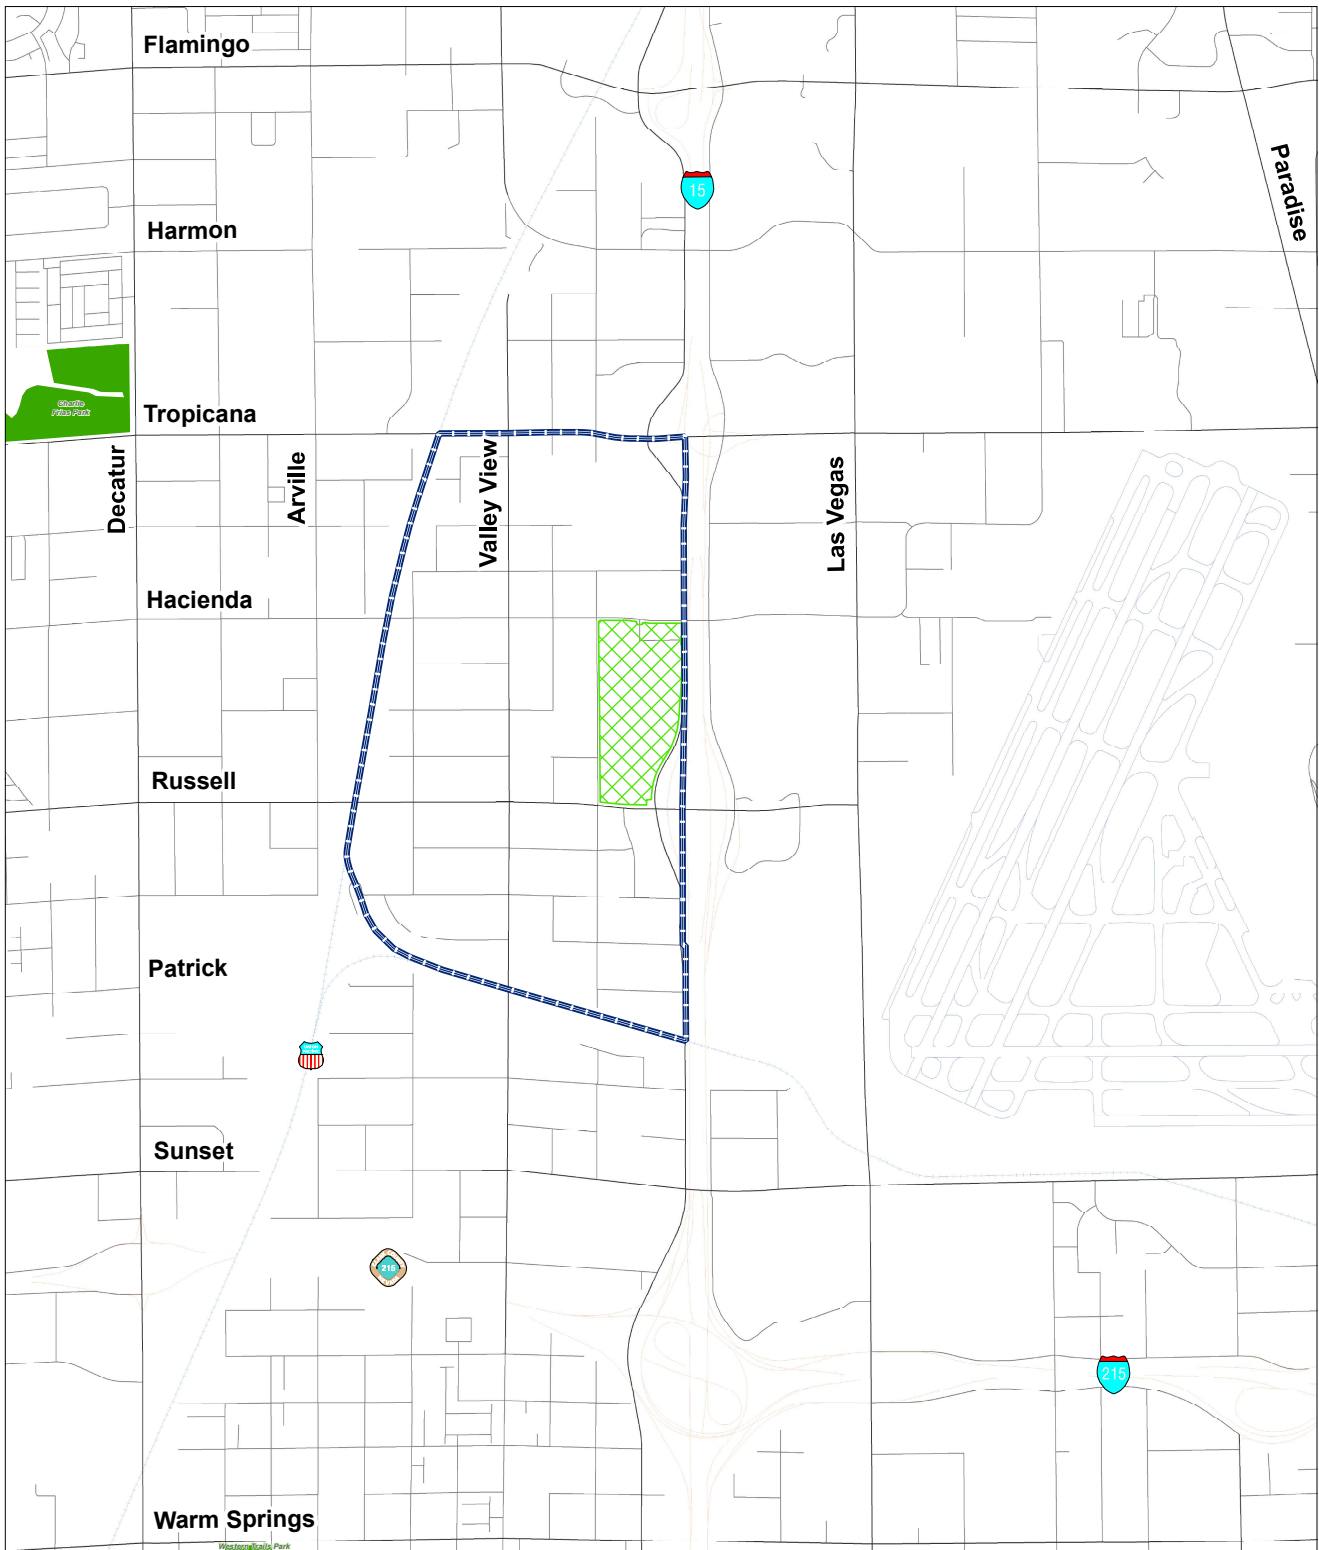 Flamingo
15
Paradise
Harmon
Charlie
Frias Park
Tropicana
Decatur
Arville
Valley View
Las Vegas
Hacienda
Russell
Patrick
Sunset
215
215
Warm Springs
Western Trails Park